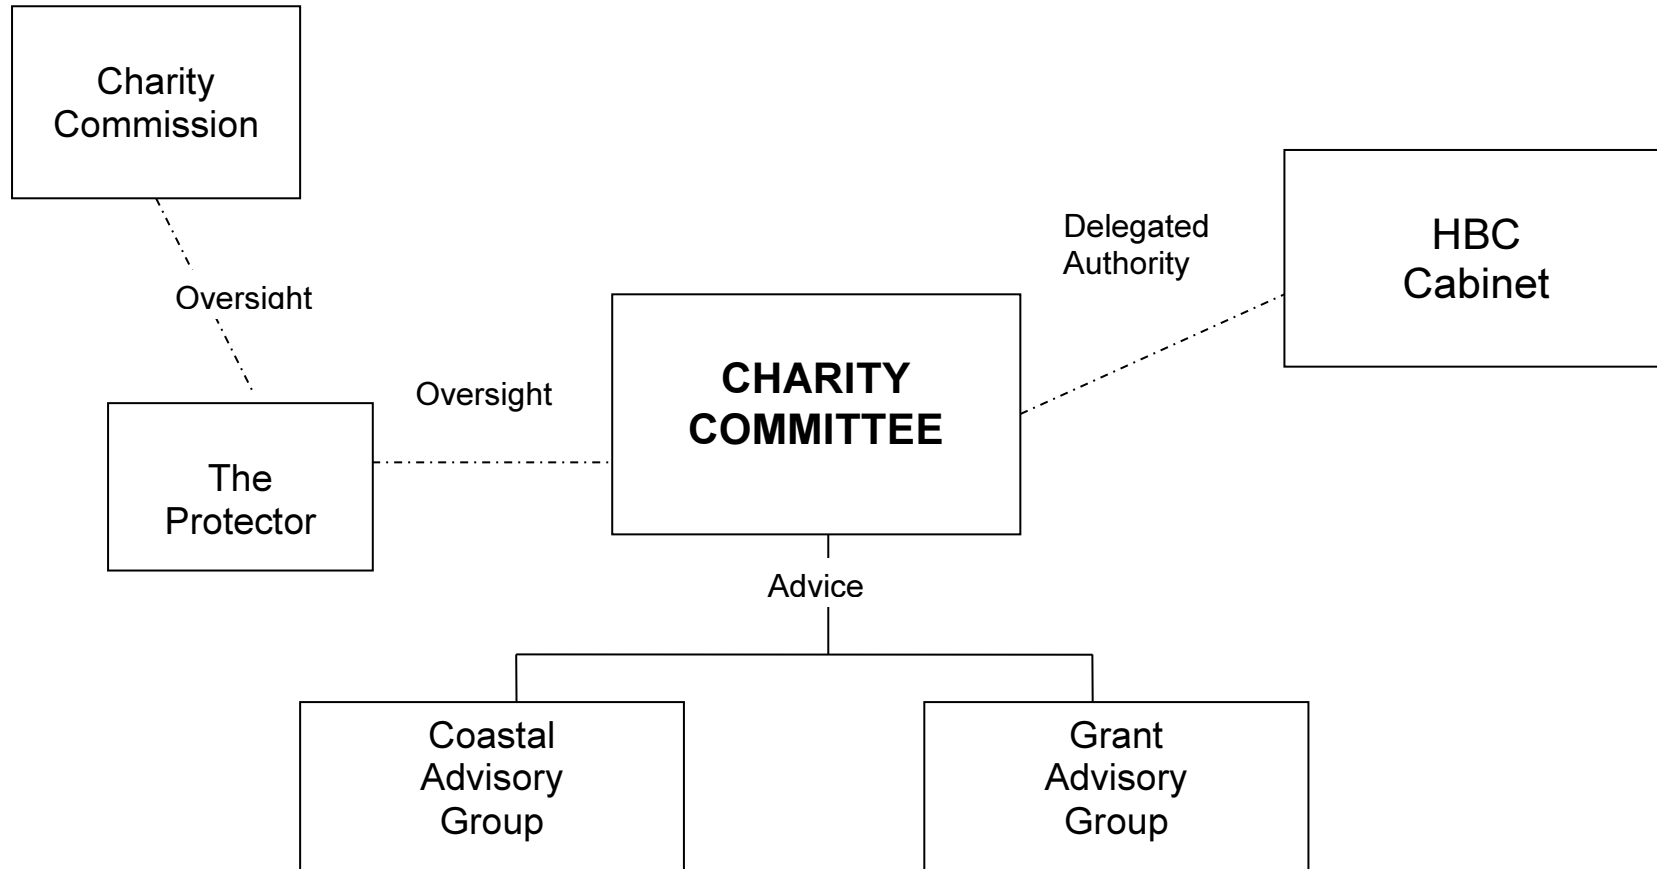 Charity
Commission
Delegated
Authority
HBC
Cabinet
Oversight
CHARITY
COMMITTEE
Oversight
The
Protector
Advice
Coastal
Advisory
Group
Grant
Advisory
Group